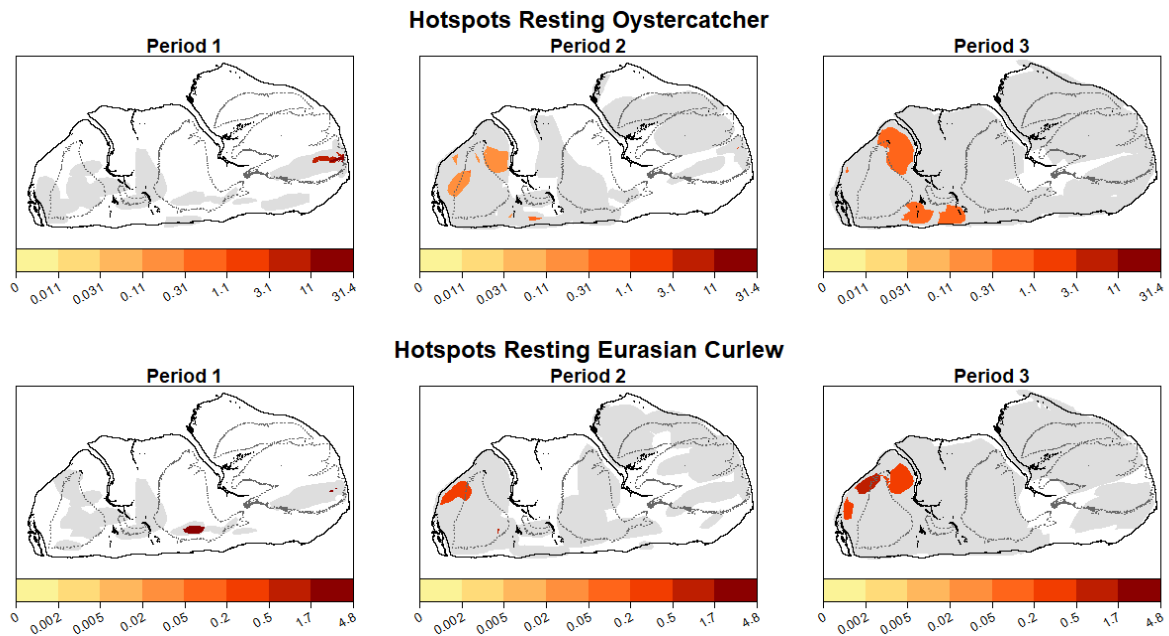 Hotspots Resting Oystercatcher
Period 1 Period 2 Period 3
0 0.011 0.031 0.11 0.31 1.1 3.1 11 31.4 0 0.011 0.031 0.11 0.31 1.1 3.1 11 31.4 0 0.011 0.031 0.11 0.31 1.1 3.1 11 31.4
Hotspots Resting Eurasian Curlew
Period 1 Period 2 Period 3
0 0.002 0.005 0.02 0.05 0.2 0.5 1.7 4.8 0 0.002 0.005 0.02 0.05 0.2 0.5 1.7 4.8 0 0.002 0.005 0.02 0.05 0.2 0.5 1.7 4.8